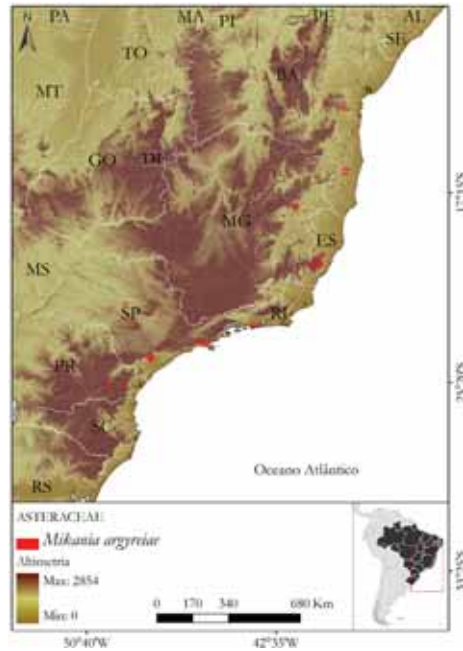 N
PA MA PI PE AL
SE
TO
BA
MT
GO DF
MG
ES
MS
SP RJ
PR
SC
RS
Oceano Atlântico
ASTERACEAE
Mikania argyreiae
Altimetria
Max: 2854
Min: 0
0 170 340 680 Km
50°40'W 42°35'W